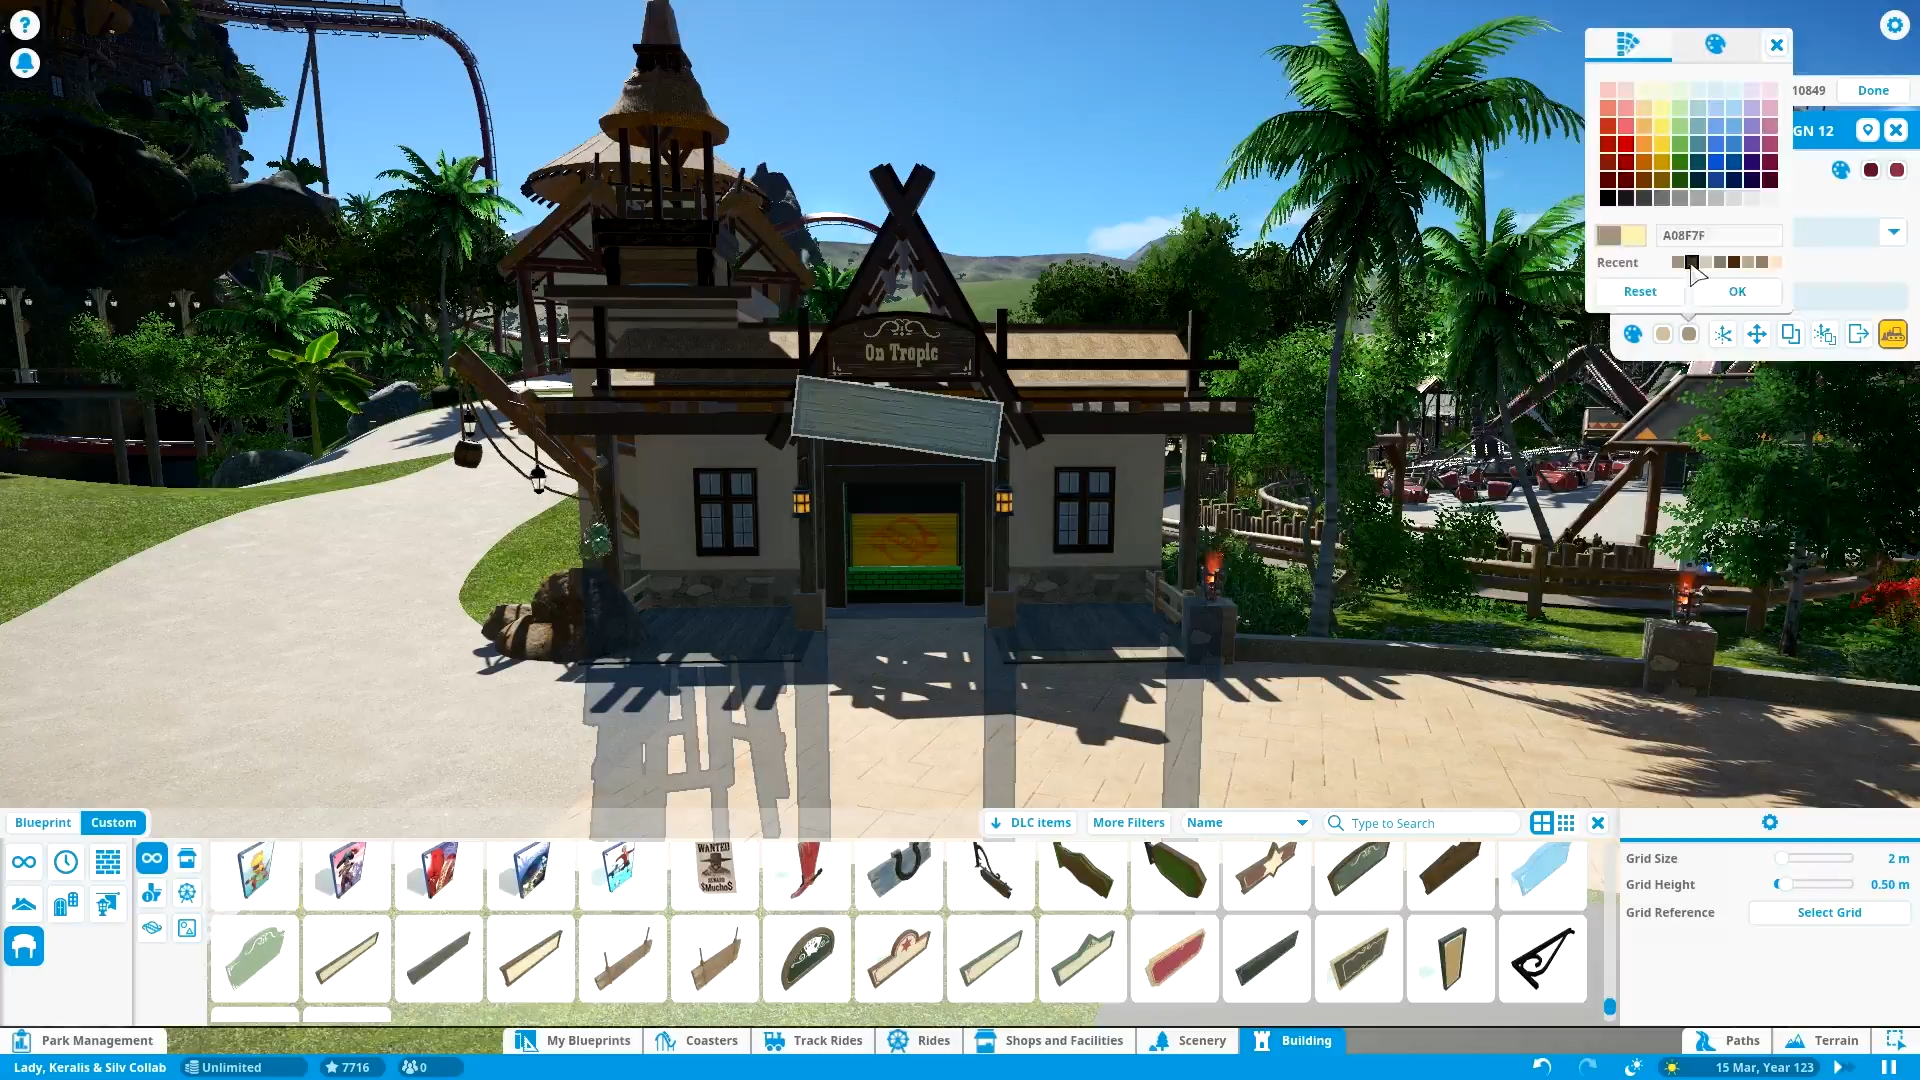 10849
Done
GN 12
A08F7F
Recent
Reset
OK
On Tropic
Blueprint
Custom
DLC items
More Filters
Name
Type to Search
WANTED
$Mucho$
Grid Size
2 m
Grid Height
0.50 m
Grid Reference
Select Grid
Park Management
My Blueprints
Coasters
Track Rides
Rides
Shops and Facilities
Scenery
Building
Paths
Terrain
Lady, Keralis & Silv Collab
Unlimited
7716
0
15 Mar, Year 123